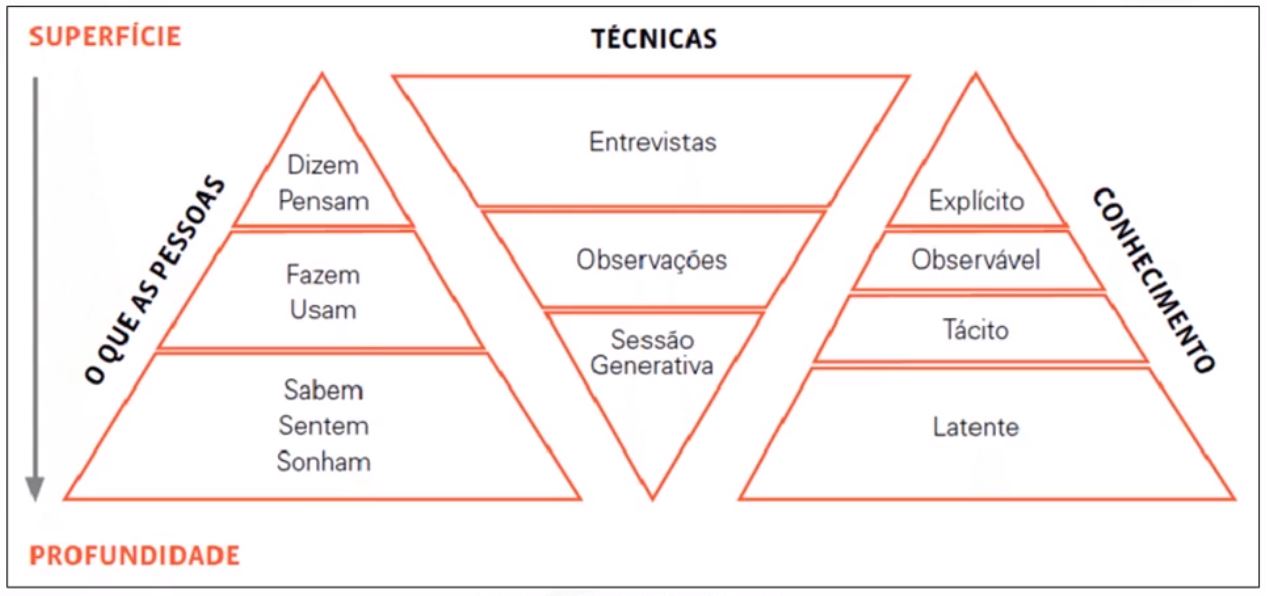 SUPERFÍCIE
TÉCNICAS
O QUE AS PESSOAS
Dizem
Pensam
Fazem
Usam
Sabem
Sentem
Sonham
Entrevistas
Observações
Sessão
Generativa
Explícito
Observável
Tácito
Latente
CONHECIMENTO
PROFUNDIDADE